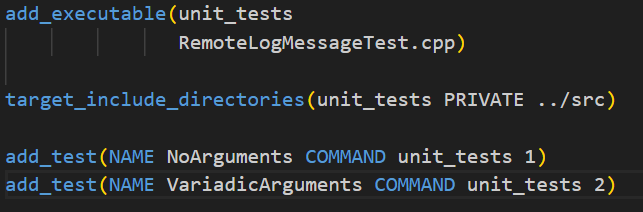 add_executable(unit_tests
RemoteLogMessageTest.cpp)
target_include_directories(unit_tests PRIVATE ../src)
add_test(NAME NoArguments COMMAND unit_tests 1)
add_test(NAME VariadicArguments COMMAND unit_tests 2)